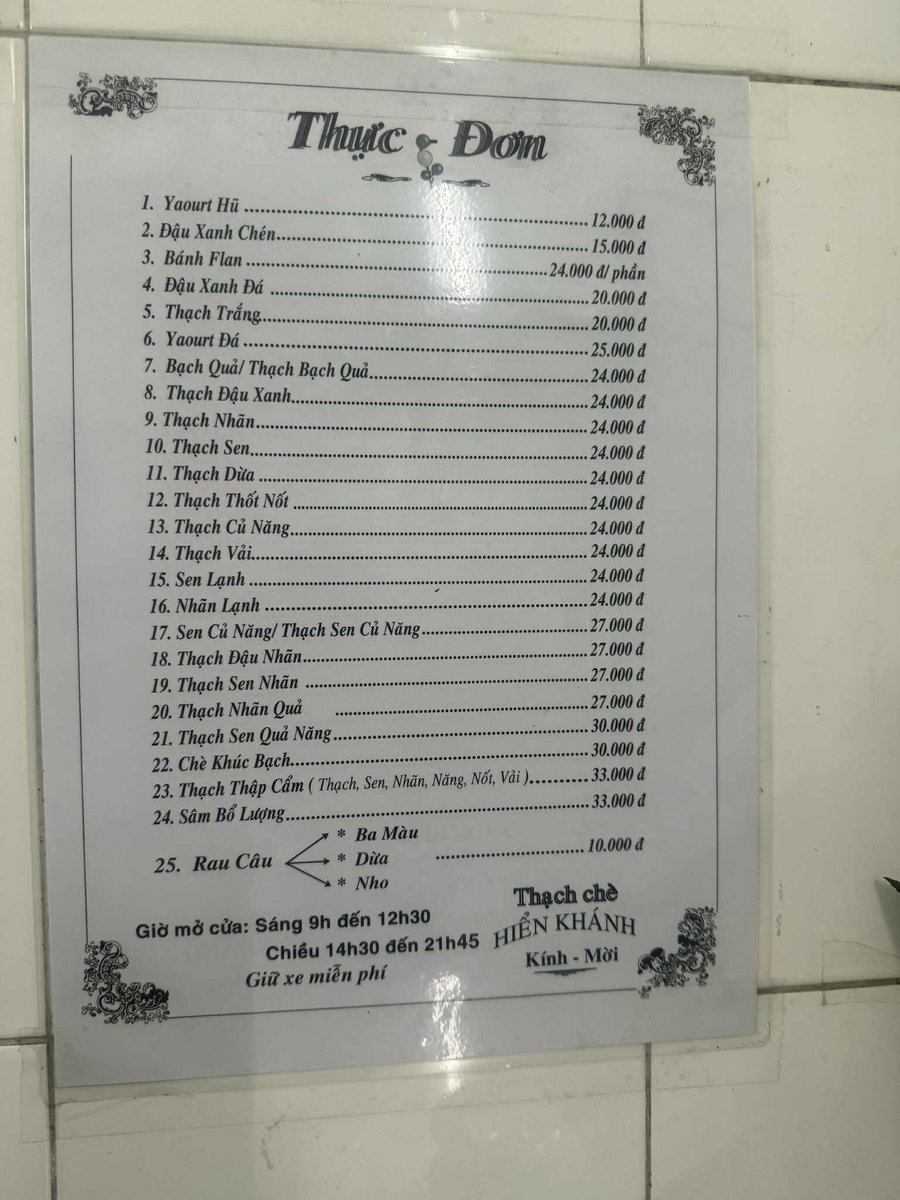 Thực Đơn
1. Yaourt Hũ ........ 12.000 đ
2. Đậu Xanh Chén ........ 15.000 đ
3. Bánh Flan ........ 24.000 đ/ phần
4. Đậu Xanh Đá ........ 20.000 đ
5. Thạch Trắng ........ 20.000 đ
6. Yaourt Đá ........ 25.000 đ
7. Bạch Quả/ Thạch Bạch Quả ........ 24.000 đ
8. Thạch Đậu Xanh ........ 24.000 đ
9. Thạch Nhãn ........ 24.000 đ
10. Thạch Sen ........ 24.000 đ
11. Thạch Dừa ........ 24.000 đ
12. Thạch Thốt Nốt ........ 24.000 đ
13. Thạch Củ Năng ........ 24.000 đ
14. Thạch Vải ........ 24.000 đ
15. Sen Lạnh ........ 24.000 đ
16. Nhãn Lạnh ........ 24.000 đ
17. Sen Củ Năng/ Thạch Sen Củ Năng ........ 27.000 đ
18. Thạch Đậu Nhãn ........ 27.000 đ
19. Thạch Sen Nhãn ........ 27.000 đ
20. Thạch Nhãn Quả ........ 27.000 đ
21. Thạch Sen Quả Năng ........ 30.000 đ
22. Chè Khúc Bạch ........ 30.000 đ
23. Thạch Thập Cẩm ( Thạch, Sen, Nhãn, Năng, Nốt, Vải ) ........ 33.000 đ
24. Sâm Bổ Lượng ........ 33.000 đ
* Ba Màu
25. Rau Câu * Dừa ........ 10.000 đ
* Nho
Giờ mở cửa: Sáng 9h đến 12h30
Chiều 14h30 đến 21h45
Giữ xe miễn phí
Thạch chè
HIỂN KHÁNH
Kính - Mời